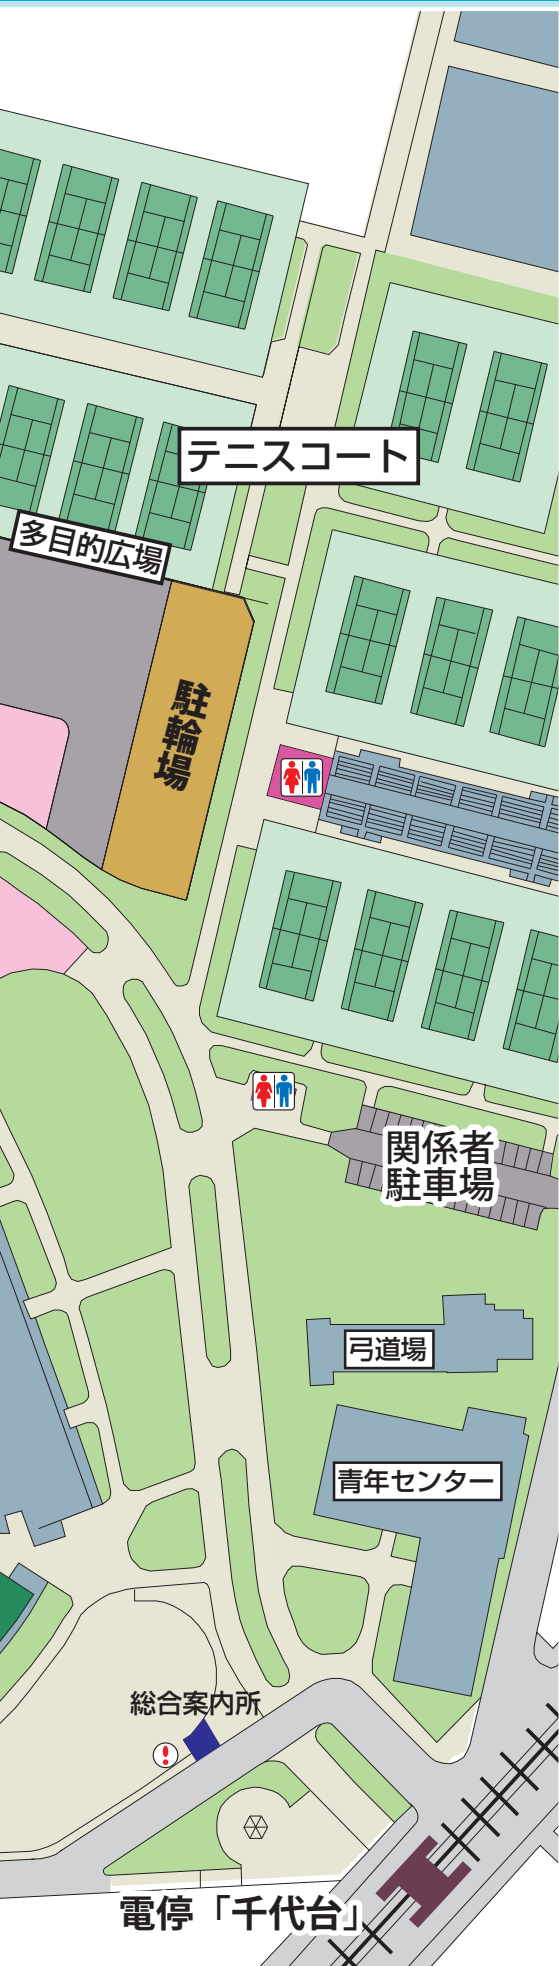 テニスコート
多目的広場
駐輪場
関係者
駐車場
弓道場
青年センター
総合案内所
電停「千代台」